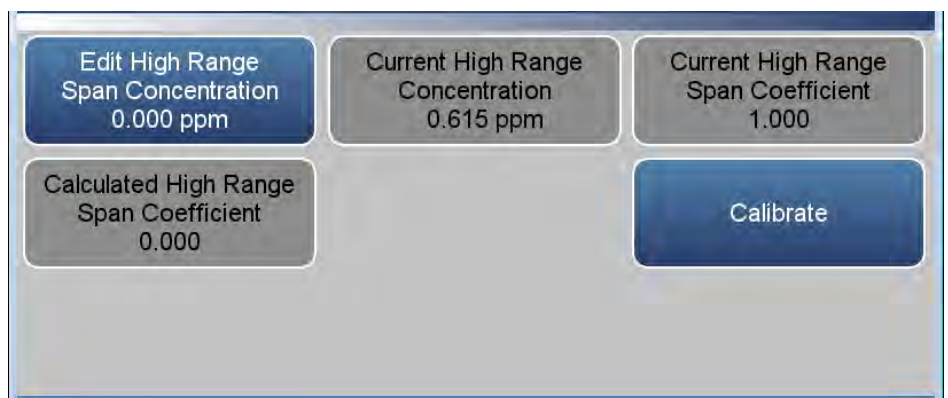 Edit High Range
Span Concentration
0.000 ppm
Current High Range
Concentration
0.615 ppm
Current High Range
Span Coefficient
1.000
Calculated High Range
Span Coefficient
0.000
Calibrate